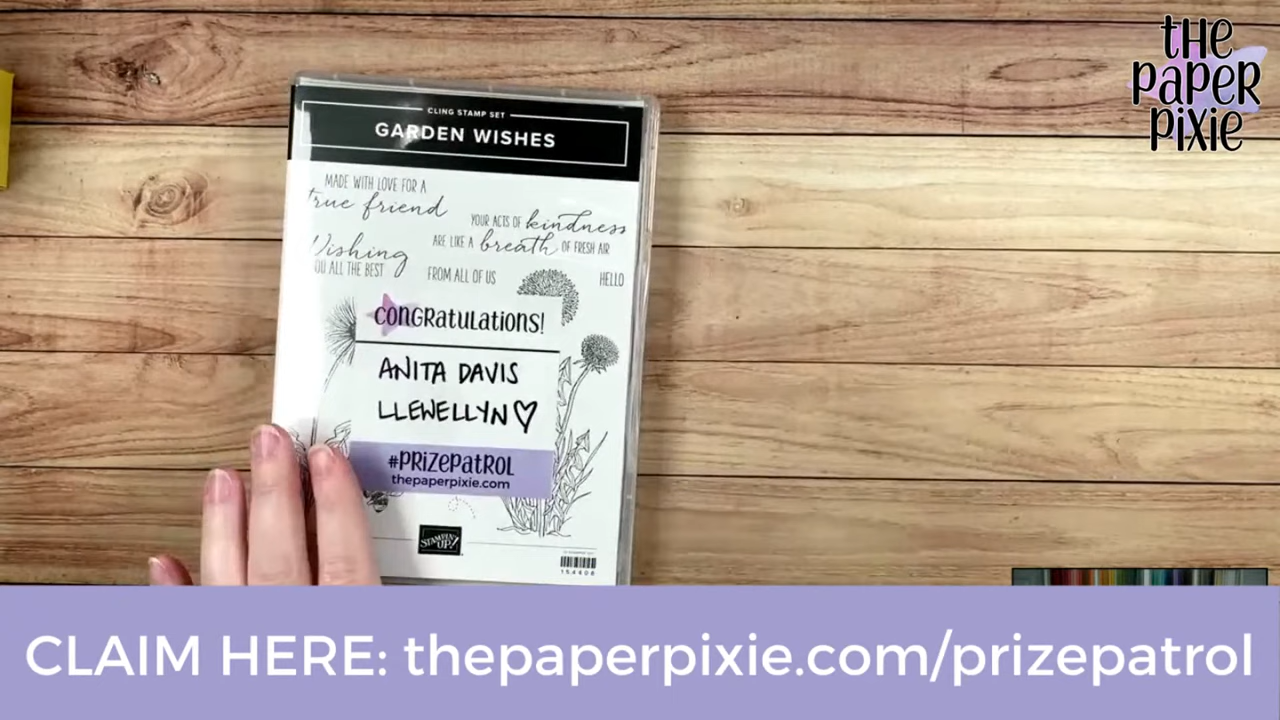 the
paper
pixie
CLING STAMP SET
GARDEN WISHES
MADE WITH LOVE FOR A
true friend
YOUR ACTS OF kindness
ARE LIKE A breath OF FRESH AIR
Wishing
YOU ALL THE BEST
FROM ALL OF US
HELLO
congratulations!
ANITA DAVIS
LLEWELLYN♡
#PRIZEPATROL
thepaperpixie.com
STAMPIN' UP!
CLAIM HERE: thepaperpixie.com/prizepatrol